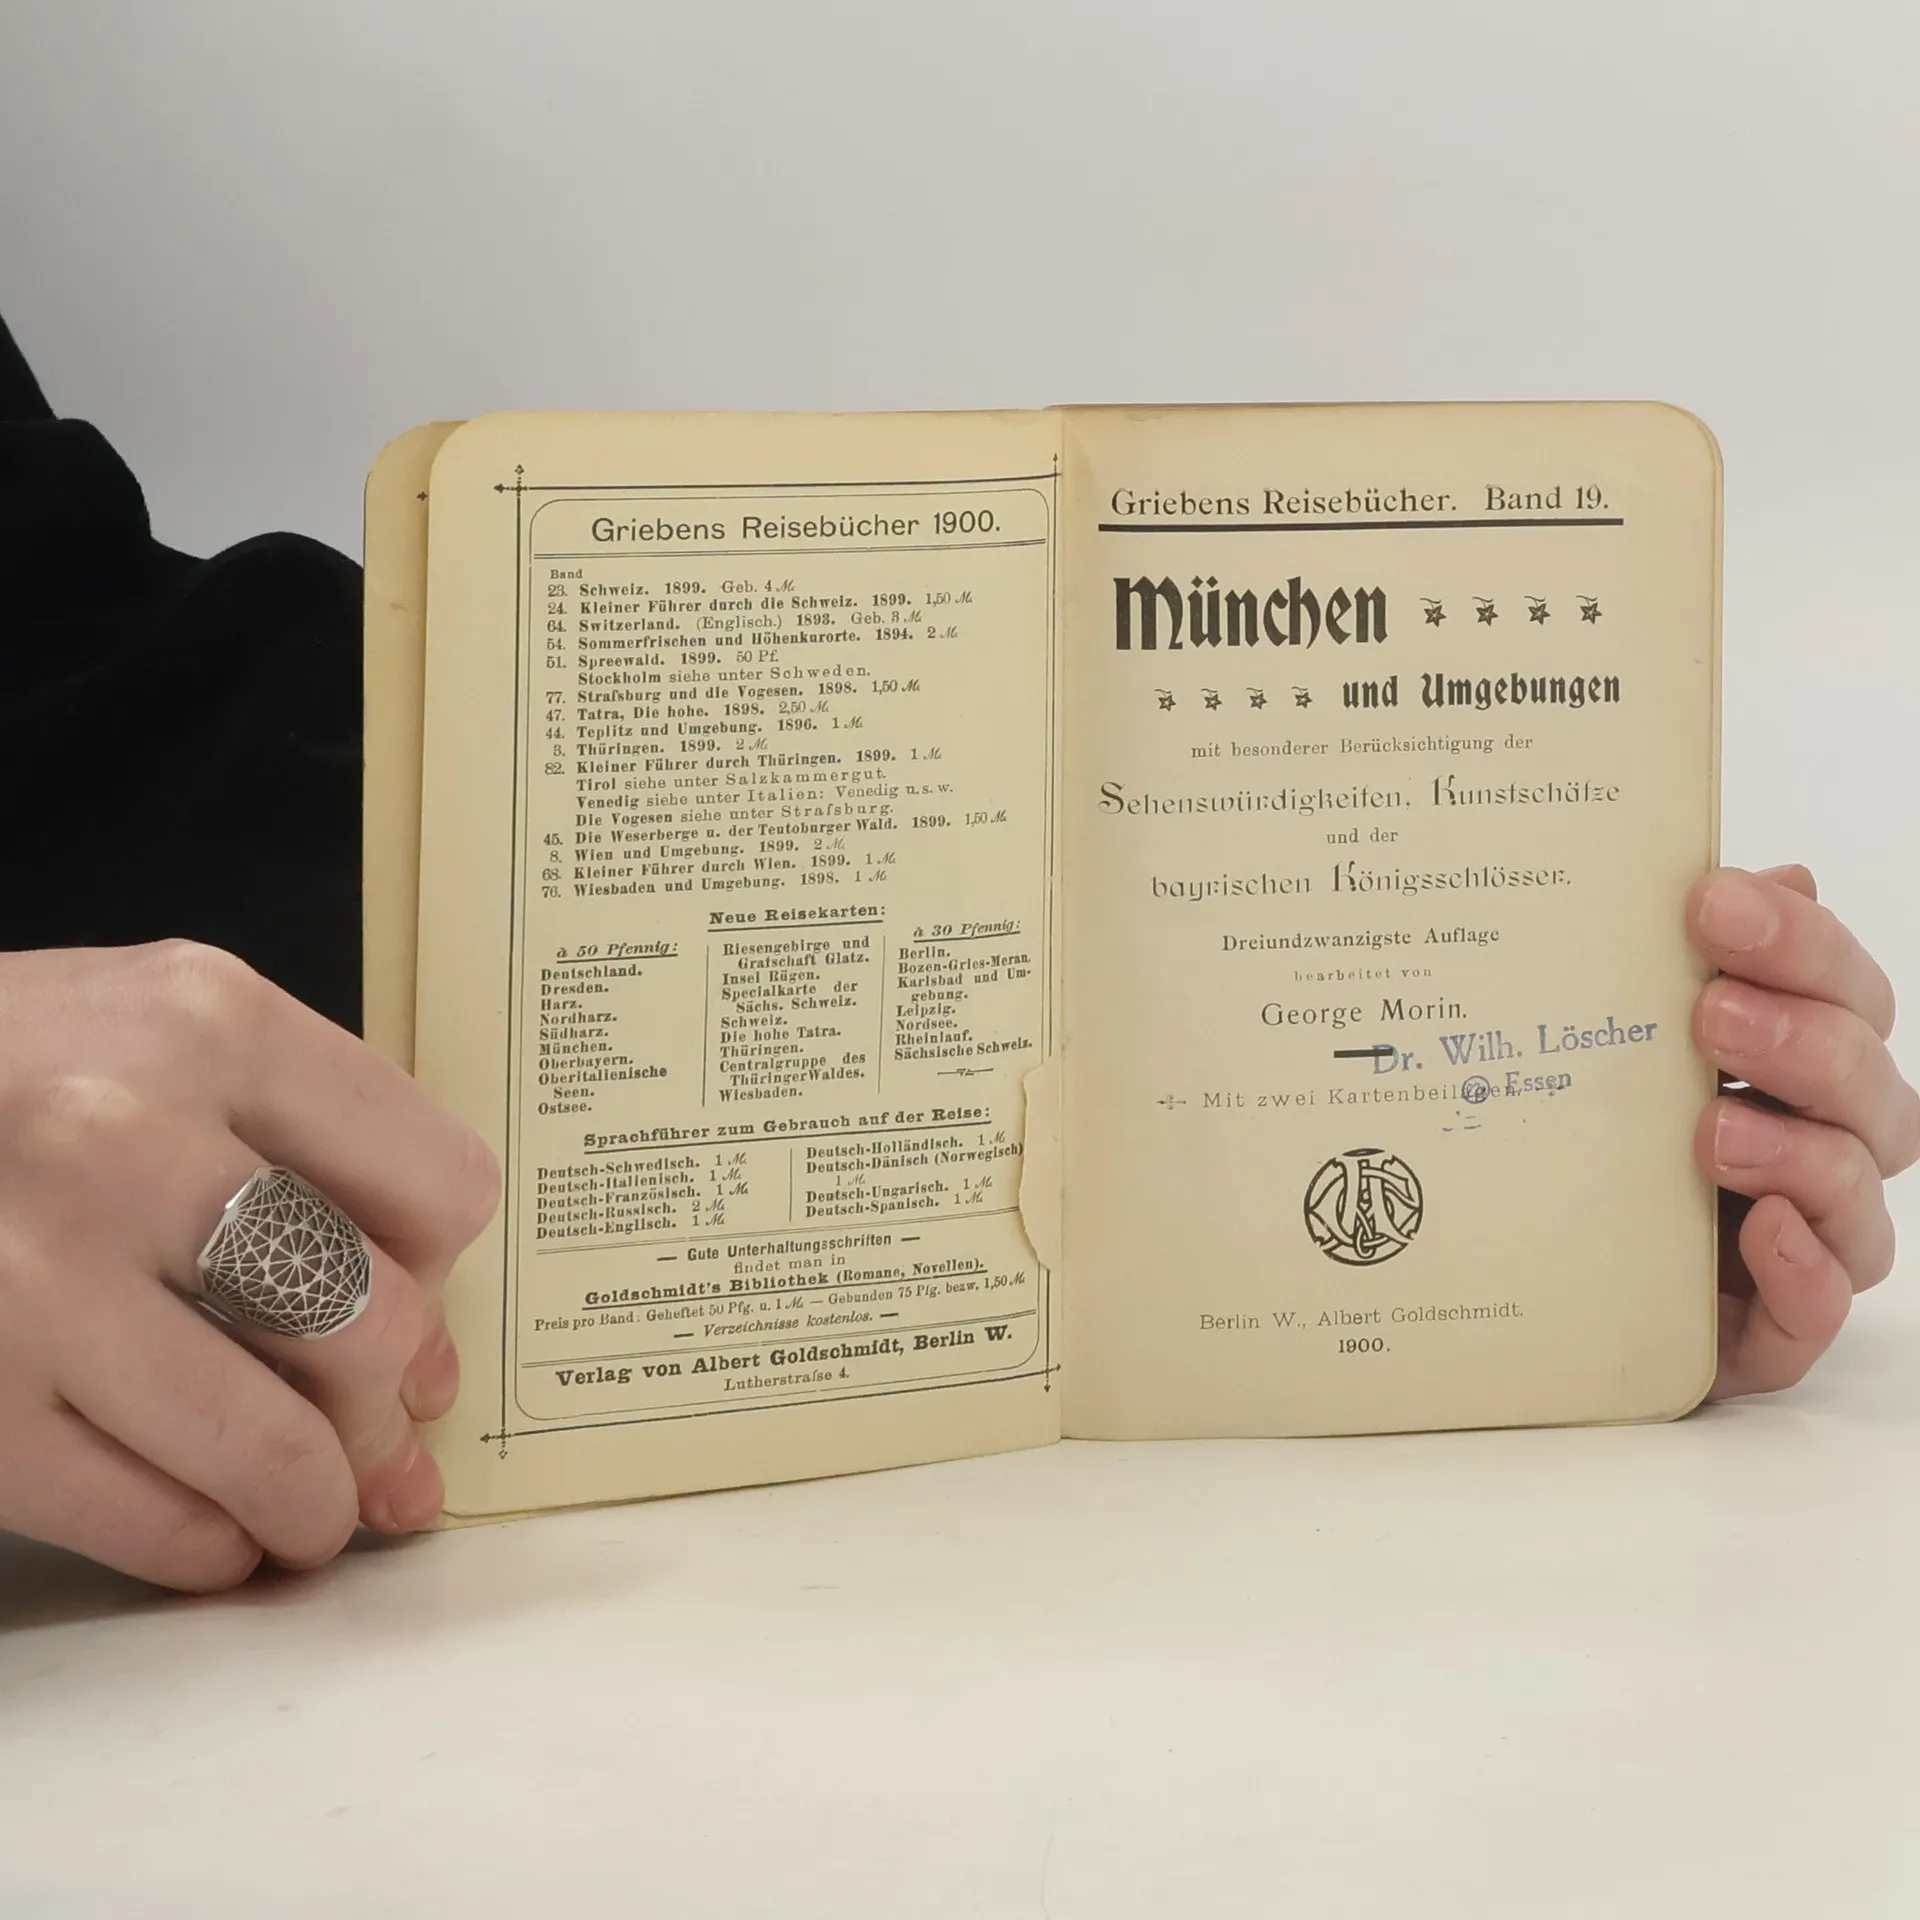 Griebens Reisebücher 1900.
Band
23. Schweiz. 1899. Geb. 4 M.
24. Kleiner Führer durch die Schweiz. 1899. 1,50 M.
64. Switzerland. (Englisch.) 1893. Geb. 3 M.
54. Sommerfrischen und Höhenkurorte. 1894. 2 M.
51. Spreewald. 1899. 50 Pf.
Stockholm siehe unter Schweden.
77. Straſsburg und die Vogesen. 1898. 1,50 M.
47. Tatra, Die hohe. 1898. 2,50 M.
44. Teplitz und Umgebung. 1896. 1 M.
3. Thüringen. 1899. 2 M.
82. Kleiner Führer durch Thüringen. 1899. 1 M.
Tirol siehe unter Salzkammergut.
Venedig siehe unter Italien: Venedig u. s. w.
Die Vogesen siehe unter Straſsburg.
45. Die Weserberge u. der Teutoburger Wald. 1899. 1,50 M.
8. Wien und Umgebung. 1899. 2 M.
68. Kleiner Führer durch Wien. 1899. 1 M.
76. Wiesbaden und Umgebung. 1898. 1 M.
Neue Reisekarten:
à 50 Pfennig:
Deutschland.
Dresden.
Harz.
Nordharz.
Südharz.
München.
Oberbayern.
Oberitalienische
Seen.
Ostsee.
Riesengebirge und
Grafschaft Glatz.
Insel Rügen.
Specialkarte der
Sächs. Schweiz.
Schweiz.
Die hohe Tatra.
Thüringen.
Centralgruppe des
Thüringer Waldes.
Wiesbaden.
à 30 Pfennig:
Berlin.
Bozen-Gries-Meran.
Karlsbad und Um-
gebung.
Leipzig.
Nordsee.
Rheinlauf.
Sächsische Schweiz.
Sprachführer zum Gebrauch auf der Reise:
Deutsch-Schwedisch. 1 M.
Deutsch-Italienisch. 1 M.
Deutsch-Französisch. 1 M.
Deutsch-Russisch. 2 M.
Deutsch-Englisch. 1 M.
Deutsch-Holländisch. 1 M.
Deutsch-Dänisch (Norwegisch)
1 M.
Deutsch-Ungarisch. 1 M.
Deutsch-Spanisch. 1 M.
— Gute Unterhaltungsschriften —
findet man in
Goldschmidt's Bibliothek (Romane, Novellen).
Preis pro Band: Geheftet 50 Pfg. u. 1 M. — Gebunden 75 Pfg. bezw. 1,50 M.
— Verzeichnisse kostenlos. —
Verlag von Albert Goldschmidt, Berlin W.
Lutherstraſse 4.
Griebens Reisebücher. Band 19.
München
und Umgebungen
mit besonderer Berücksichtigung der
Sehenswürdigkeiten, Kunstschätze
und der
bayrischen Königsschlösser.
Dreiundzwanzigste Auflage
bearbeitet von
George Morin.
Dr. Wilh. Löscher
Essen
Mit zwei Kartenbeilagen.
Berlin W., Albert Goldschmidt.
1900.